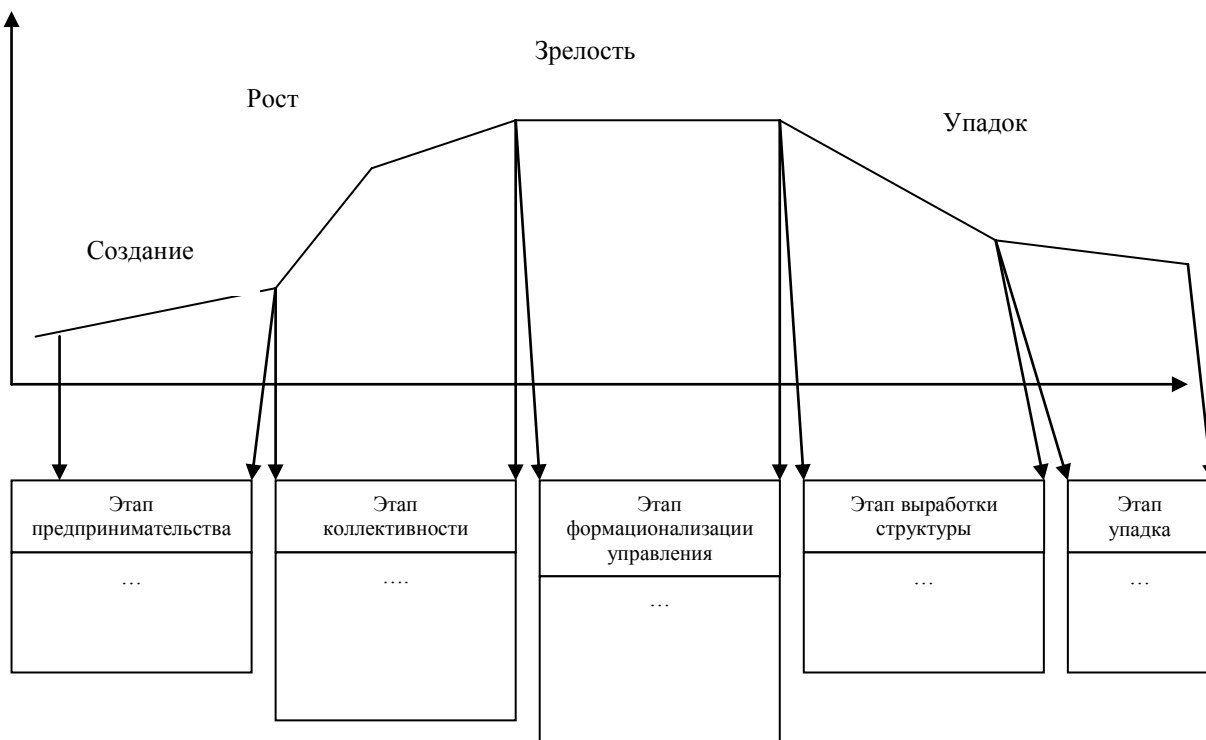 Зрелость
Рост
Упадок
Создание
Этап
предпринимательства
…
Этап
коллективности
….
Этап
формационализации
управления
…
Этап выработки
структуры
…
Этап
упадка
…